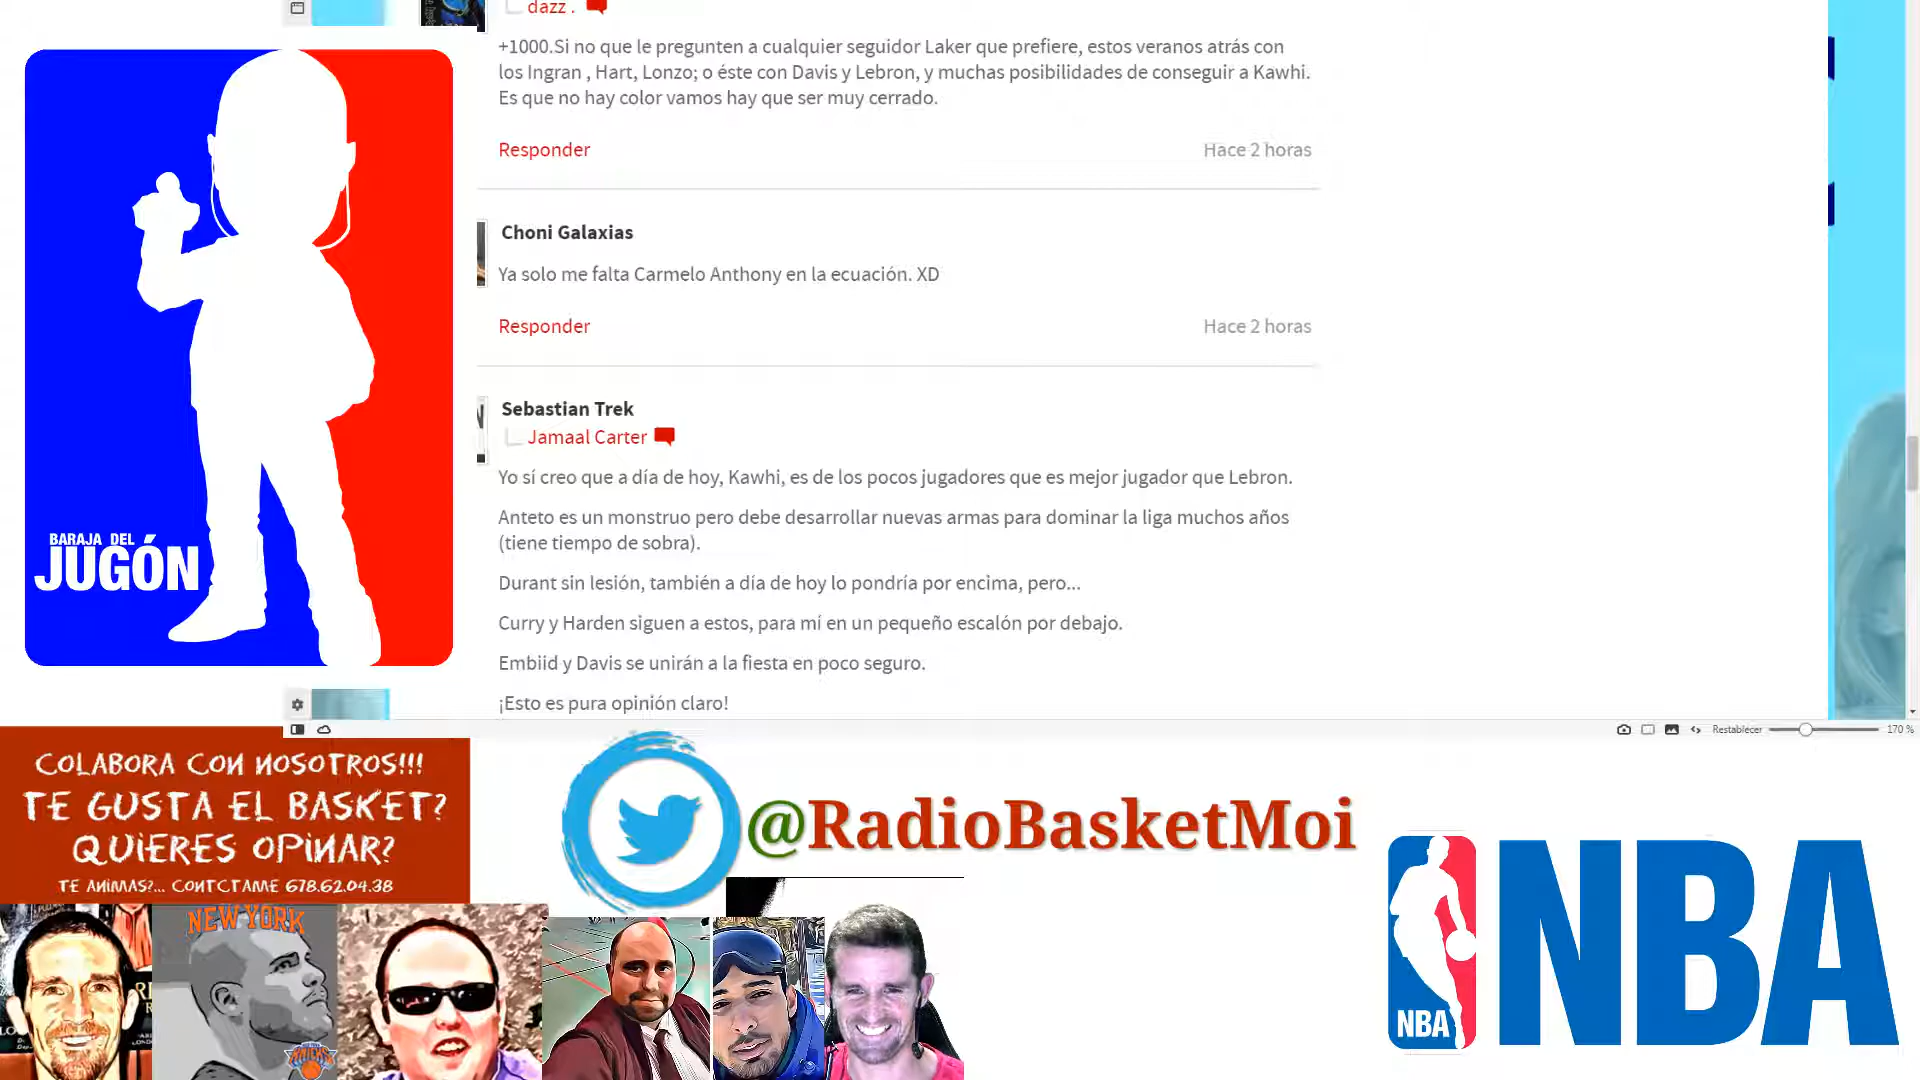 dazz .
+1000.Si no que le pregunten a cualquier seguidor Laker que prefiere, estos veranos atrás con
los Ingran , Hart, Lonzo; o éste con Davis y Lebron, y muchas posibilidades de conseguir a Kawhi.
Es que no hay color vamos hay que ser muy cerrado.
Responder
Hace 2 horas
Choni Galaxias
Ya solo me falta Carmelo Anthony en la ecuación. XD
Responder
Hace 2 horas
Sebastian Trek
Jamaal Carter
Yo sí creo que a día de hoy, Kawhi, es de los pocos jugadores que es mejor jugador que Lebron.
Anteto es un monstruo pero debe desarrollar nuevas armas para dominar la liga muchos años
(tiene tiempo de sobra).
Durant sin lesión, también a día de hoy lo pondría por encima, pero...
Curry y Harden siguen a estos, para mí en un pequeño escalón por debajo.
Embiid y Davis se unirán a la fiesta en poco seguro.
¡Esto es pura opinión claro!
BARAJA DEL
JUGÓN
Restablecer
170 %
COLABORA CON NOSOTROS!!!
TE GUSTA EL BASKET?
QUIERES OPINAR?
TE ANIMAS?... CONTCTAME 678.62.04.38
@RadioBasketMoi
NEW YORK
KNICKS
NBA
NBA